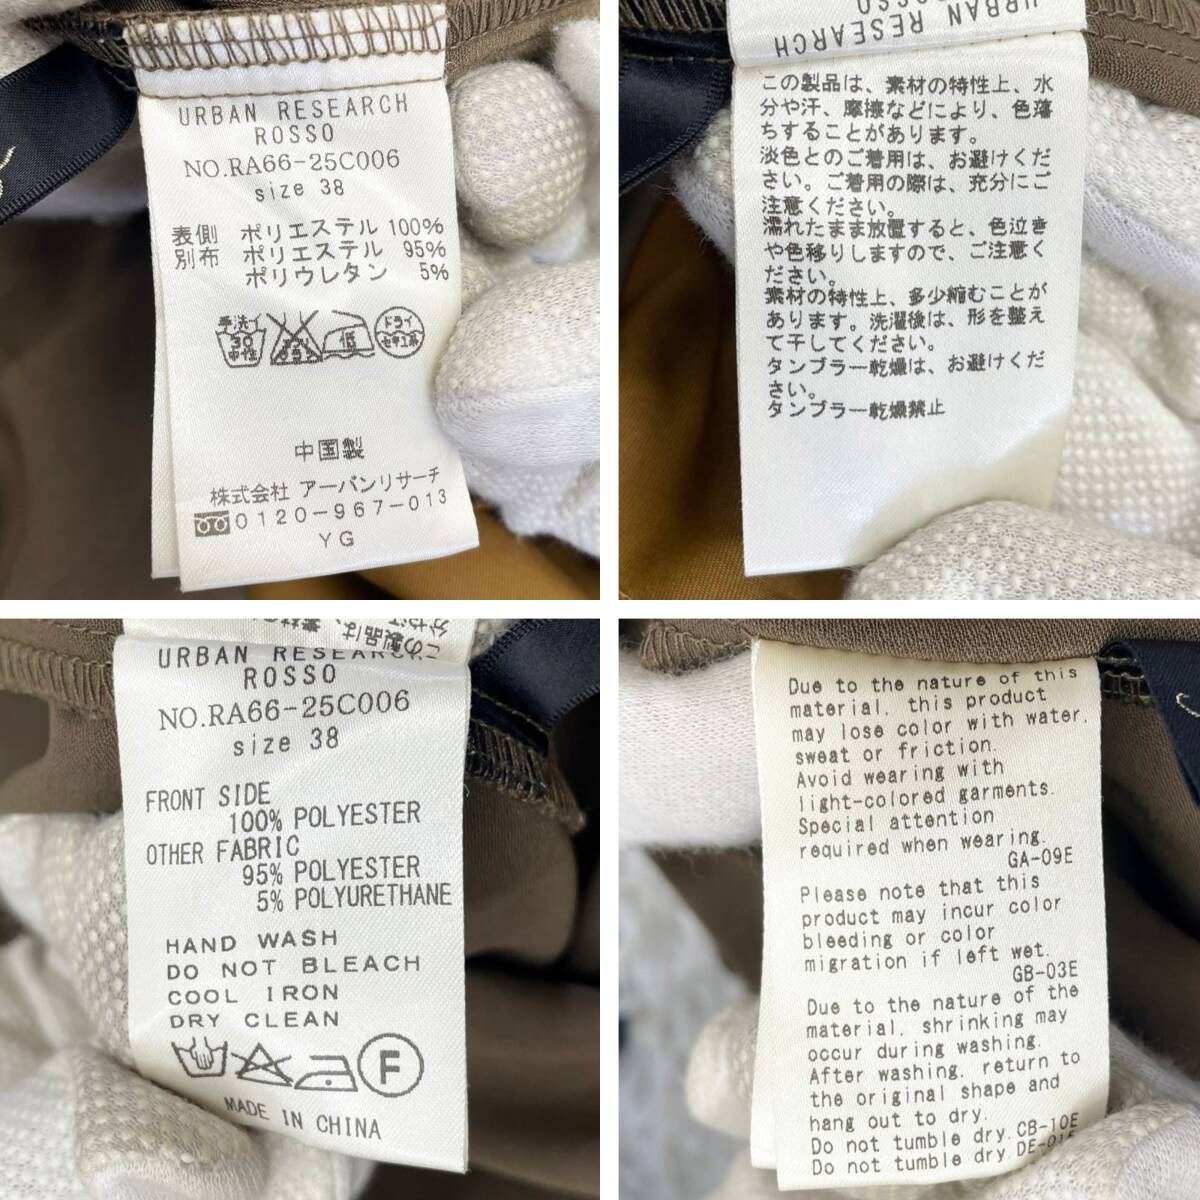 URBAN RESEARCH
ROSSO
NO.RA66-25C006
size 38
表側 ポリエステル 100%
別布 ポリエステル 95%
ポリウレタン 5%
手洗イ
30
中性
低
ドライ
中国製
株式会社 アーバンリサーチ
0120-967-013
YG
URBAN
ROSSO
RESEARCH
この製品は、素材の特性上、水
分や汗、摩擦などにより、色落
ちすることがあります。
淡色とのご着用は、お避けくだ
さい。ご着用の際は、充分にご
注意ください。
濡れたまま放置すると、色泣き
や色移りしますので、ご注意く
ださい。
素材の特性上、多少縮むことが
あります。洗濯後は、形を整え
て干してください。
タンブラー乾燥は、お避けくだ
さい。
タンブラー乾燥禁止
URBAN RESEARCH
ROSSO
NO.RA66-25C006
size 38
FRONT SIDE
100% POLYESTER
OTHER FABRIC
95% POLYESTER
5% POLYURETHANE
HAND WASH
DO NOT BLEACH
COOL IRON
DRY CLEAN
F
MADE IN CHINA
Due to the nature of this
material, this product
may lose color with water,
sweat or friction.
Avoid wearing with
light-colored garments.
Special attention
required when wearing.
GA-09E
Please note that this
product may incur color
bleeding or color
migration if left wet.
GB-03E
Due to the nature of the
material, shrinking may
occur during washing.
After washing, return to
the original shape and
hang out to dry.
CB-10E
Do not tumble dry.
DE-01E
Do not tumble dry.